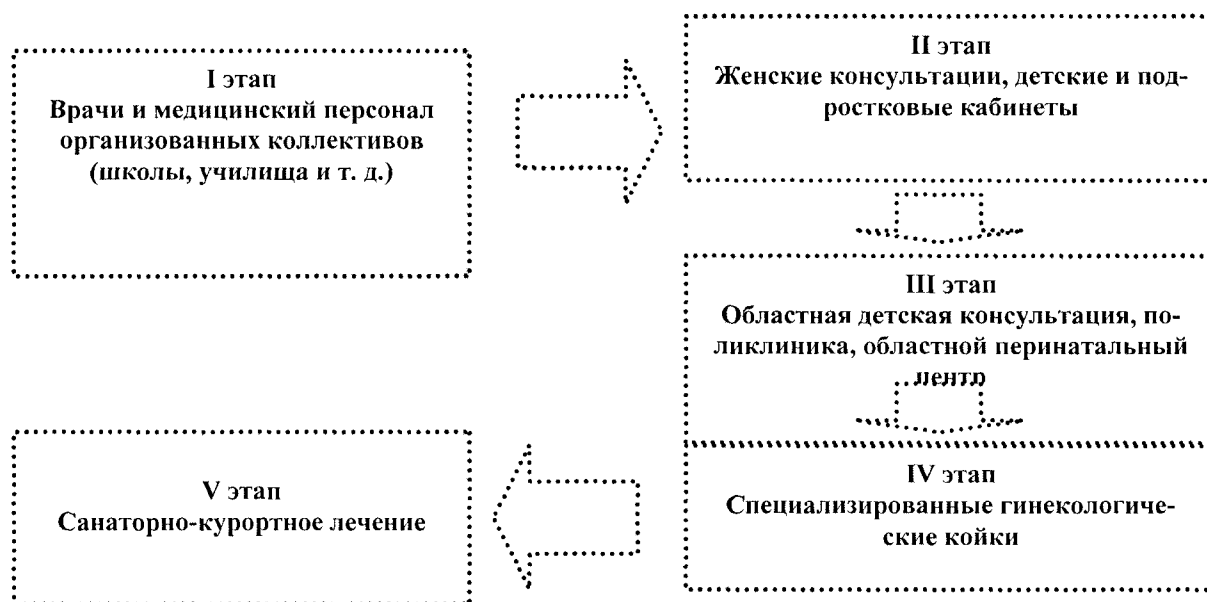 I этап
Врачи и медицинский персонал
организованных коллективов
(школы, училища и т. д.)
II этап
Женские консультации, детские и под-
ростковые кабинеты
III этап
Областная детская консультация, по-
ликлиника, областной перинатальный
центр
IV этап
Специализированные гинекологиче-
ские койки
V этап
Санаторно-курортное лечение